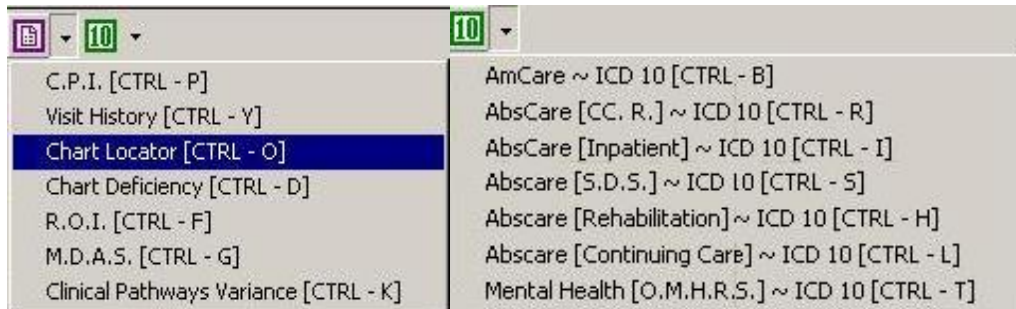 10
10
C.P.I. [CTRL - P]
Visit History [CTRL - Y]
Chart Locator [CTRL - O]
Chart Deficiency [CTRL - D]
R.O.I. [CTRL - F]
M.D.A.S. [CTRL - G]
Clinical Pathways Variance [CTRL - K]
AmCare ~ ICD 10 [CTRL - B]
AbsCare [CC. R.] ~ ICD 10 [CTRL - R]
AbsCare [Inpatient] ~ ICD 10 [CTRL - I]
Abscare [S.D.S.] ~ ICD 10 [CTRL - S]
Abscare [Rehabilitation] ~ ICD 10 [CTRL - H]
Abscare [Continuing Care] ~ ICD 10 [CTRL - L]
Mental Health [O.M.H.R.S.] ~ ICD 10 [CTRL - T]